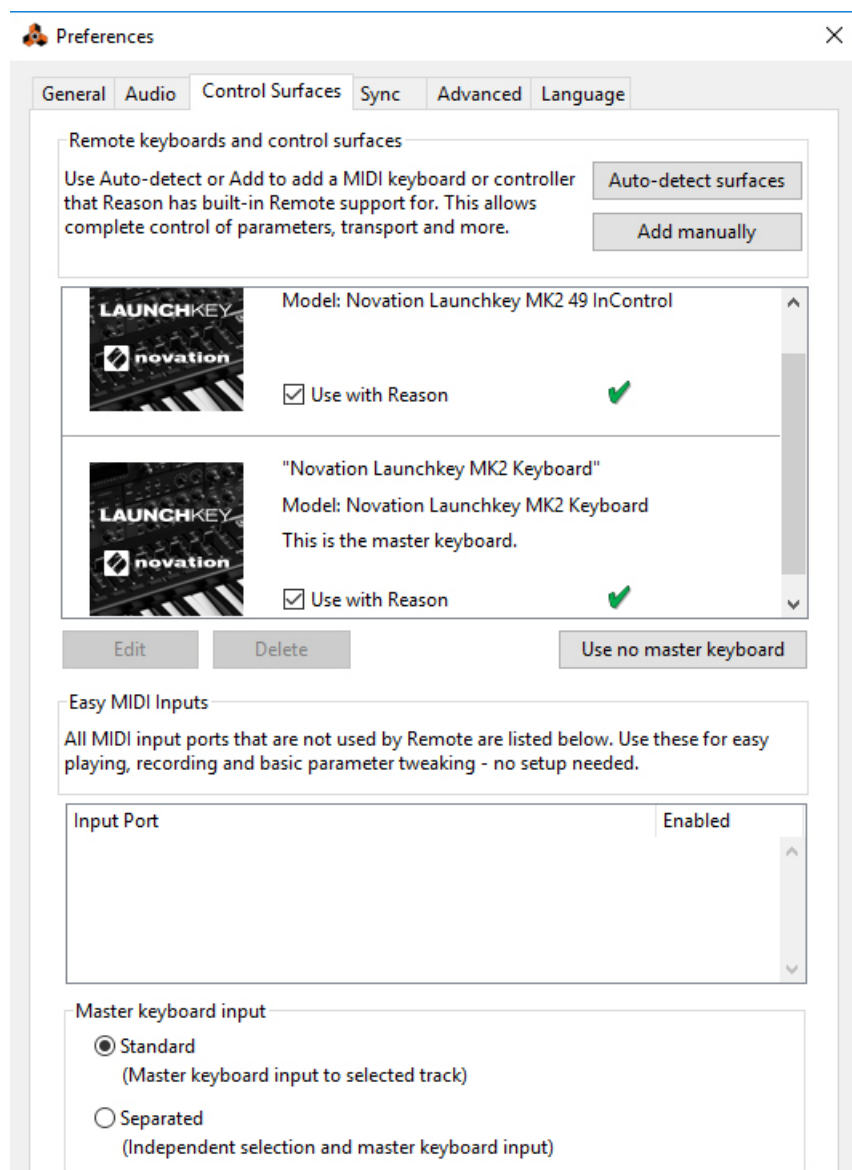 Preferences
General Audio Control Surfaces Sync Advanced Language
Remote keyboards and control surfaces
Use Auto-detect or Add to add a MIDI keyboard or controller
that Reason has built-in Remote support for. This allows
complete control of parameters, transport and more.
Auto-detect surfaces
Add manually
LAUNCHKEY
novation
Model: Novation Launchkey MK2 49 InControl
Use with Reason
LAUNCHKEY
novation
"Novation Launchkey MK2 Keyboard"
Model: Novation Launchkey MK2 Keyboard
This is the master keyboard.
Use with Reason
Edit Delete Use no master keyboard
Easy MIDI Inputs
All MIDI input ports that are not used by Remote are listed below. Use these for easy
playing, recording and basic parameter tweaking - no setup needed.
Input Port Enabled
Master keyboard input
Standard
(Master keyboard input to selected track)
Separated
(Independent selection and master keyboard input)